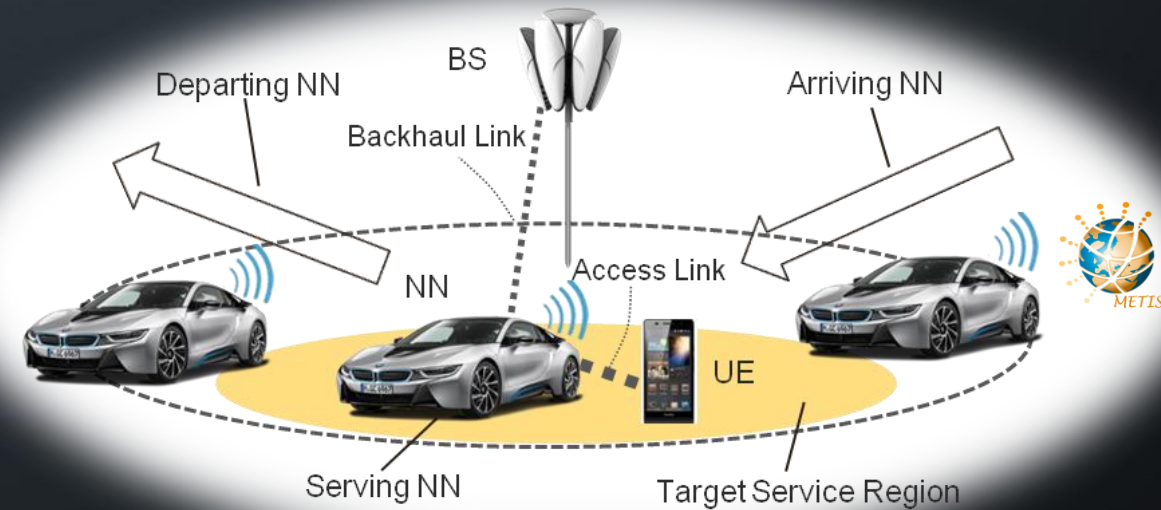 BS
Departing NN
Arriving NN
Backhaul Link
Access Link
NN
METIS
UE
Serving NN
Target Service Region